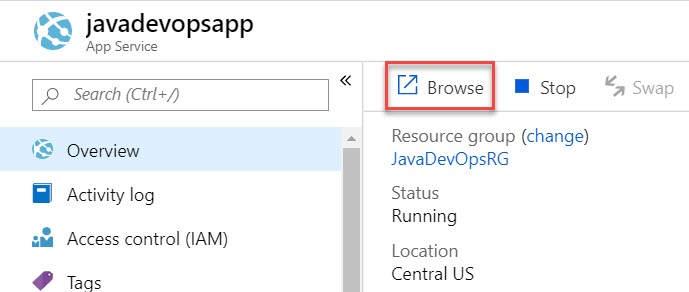 javadevopsapp
App Service
Search (Ctrl+/)
«
Overview
Activity log
Access control (IAM)
Tags
Browse
Stop
Swap
Resource group (change)
JavaDevOpsRG
Status
Running
Location
Central US